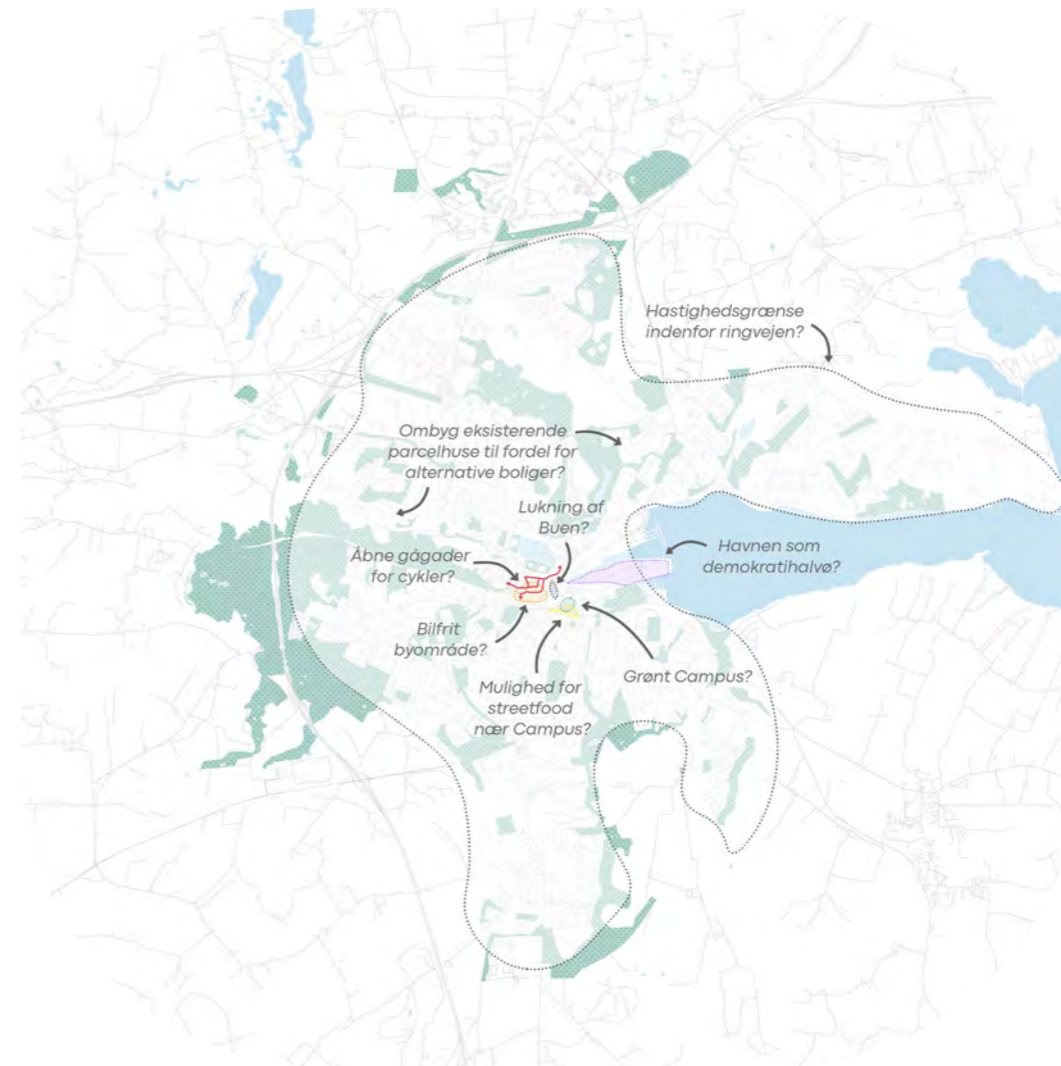 Hastighedsgrænse
indenfor ringvejen?
Ombyg eksisterende
parcelhuse til fordel for
alternative boliger?
Lukning af
Buen?
Åbne gågader
for cykler?
Havnen som
demokratihalvø?
Bilfrit
byområde?
Grønt Campus?
Mulighed for
streetfood
nær Campus?